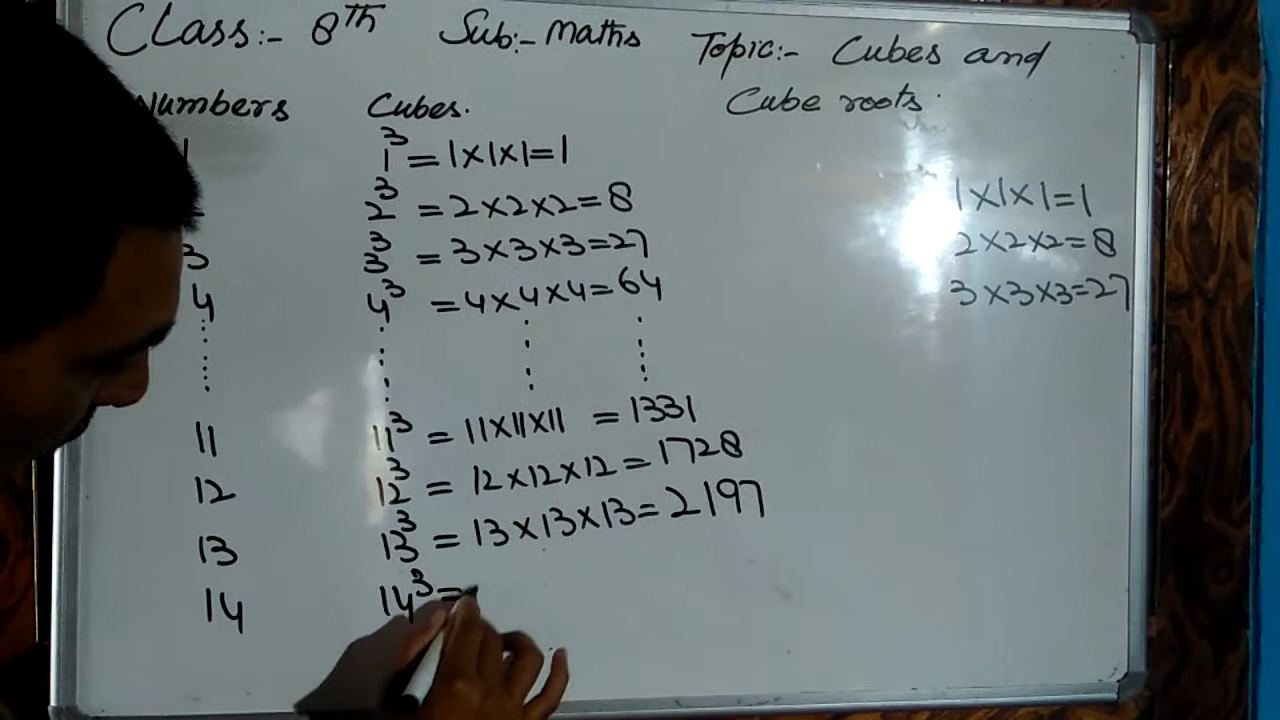 Class:- 8th Sub:- Maths Topic:- Cubes and
Cube roots.
Numbers Cubes.
1 1³ = 1×1×1=1
2³ = 2×2×2=8
3 3³ = 3×3×3=27
4 4³ = 4×4×4=64
11 11³ = 11×11×11 = 1331
12 12³ = 12×12×12 = 1728
13 13³ = 13×13×13 = 2197
14 14³ =
1×1×1=1
2×2×2=8
3×3×3=27